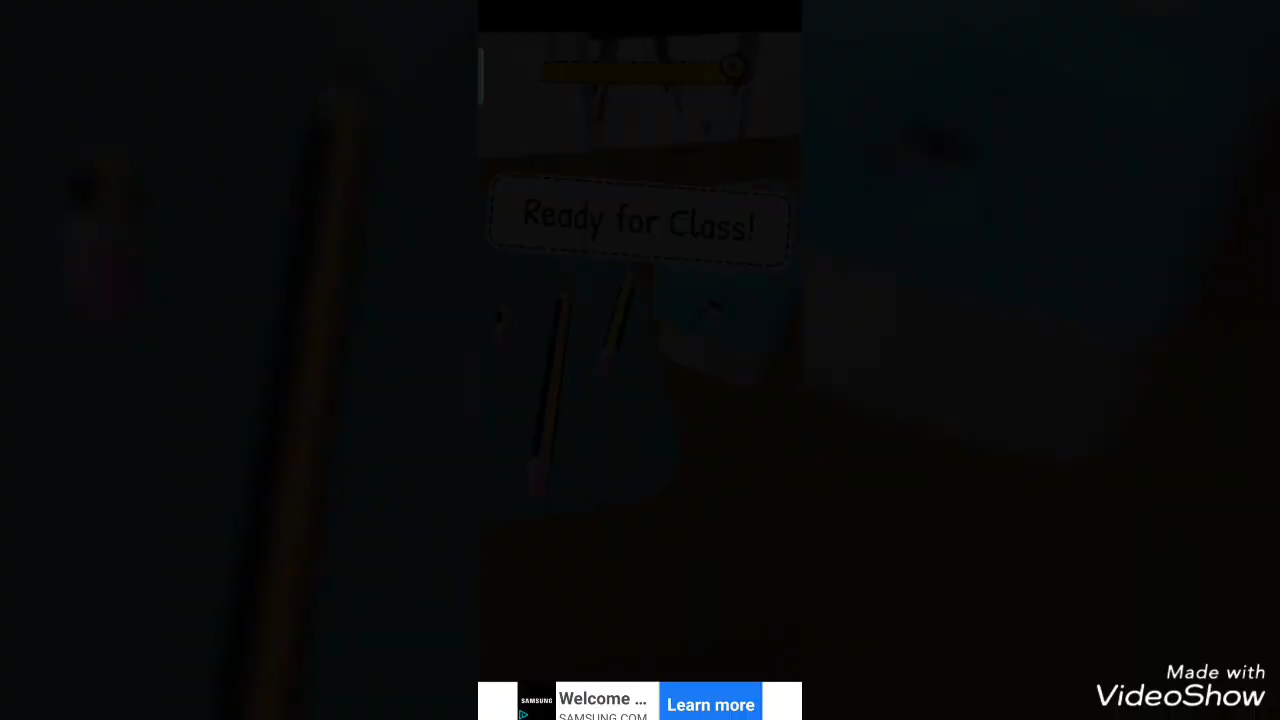 Ready for Class!
SAMSUNG
Welcome ...
SAMSUNG.COM
Learn more
Made with
VideoShow